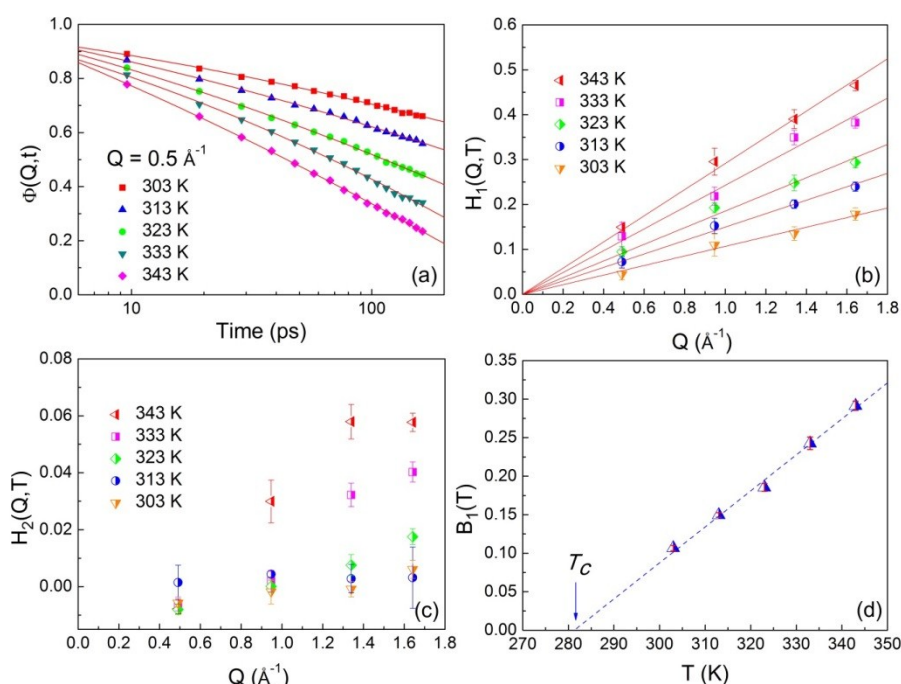 (a)
Φ(Q,t)
1.0
0.8
0.6
0.4
0.2
0.0
Q = 0.5 Å⁻¹
303 K
313 K
323 K
333 K
343 K
10
100
Time (ps)
(b)
H₁(Q,T)
0.5
0.4
0.3
0.2
0.1
0.0
343 K
333 K
323 K
313 K
303 K
0.0 0.2 0.4 0.6 0.8 1.0 1.2 1.4 1.6 1.8
Q (Å⁻¹)
(c)
H₂(Q,T)
0.08
0.06
0.04
0.02
0.00
343 K
333 K
323 K
313 K
303 K
0.0 0.2 0.4 0.6 0.8 1.0 1.2 1.4 1.6 1.8
Q (Å⁻¹)
(d)
B₁(T)
0.35
0.30
0.25
0.20
0.15
0.10
0.05
0.00
T_C
270 280 290 300 310 320 330 340 350
T (K)